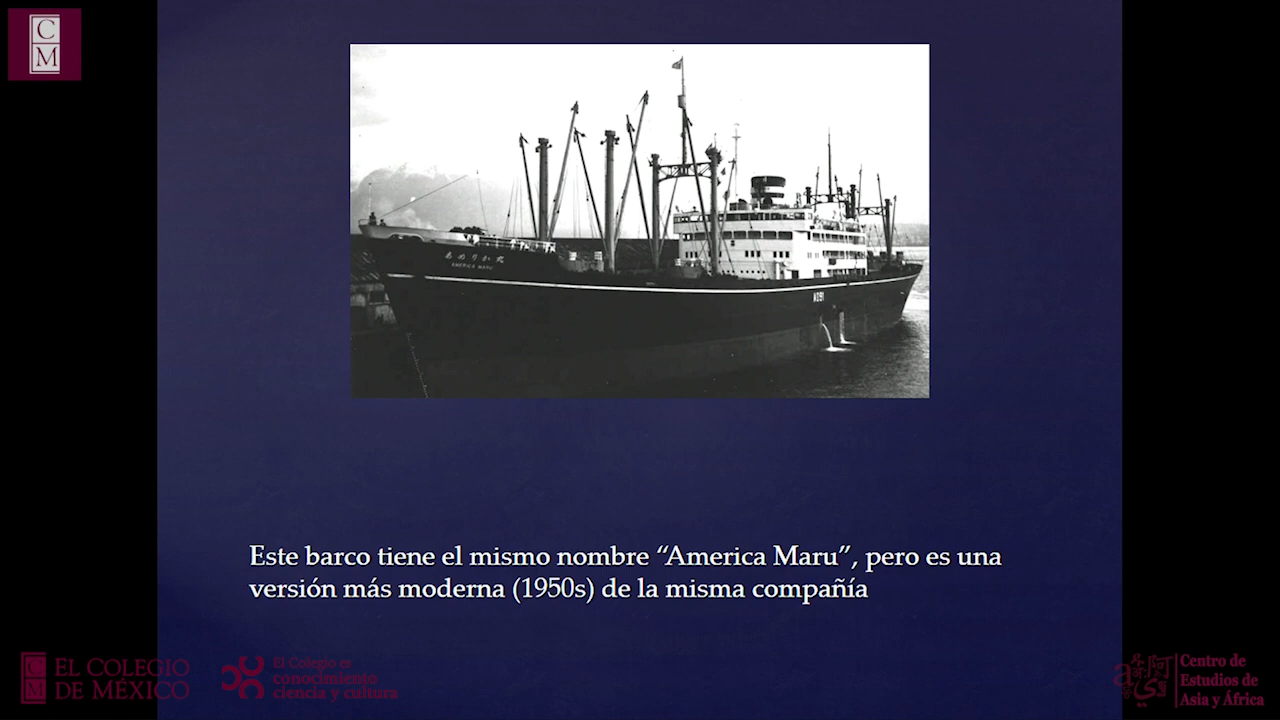 C
M
あめりか丸
AMERICA MARU
Este barco tiene el mismo nombre “America Maru”, pero es una
versión más moderna (1950s) de la misma compañía
CM
EL COLEGIO
DE MÉXICO
El Colegio es
conocimiento
ciencia y cultura
Centro de
Estudios de
Asia y África